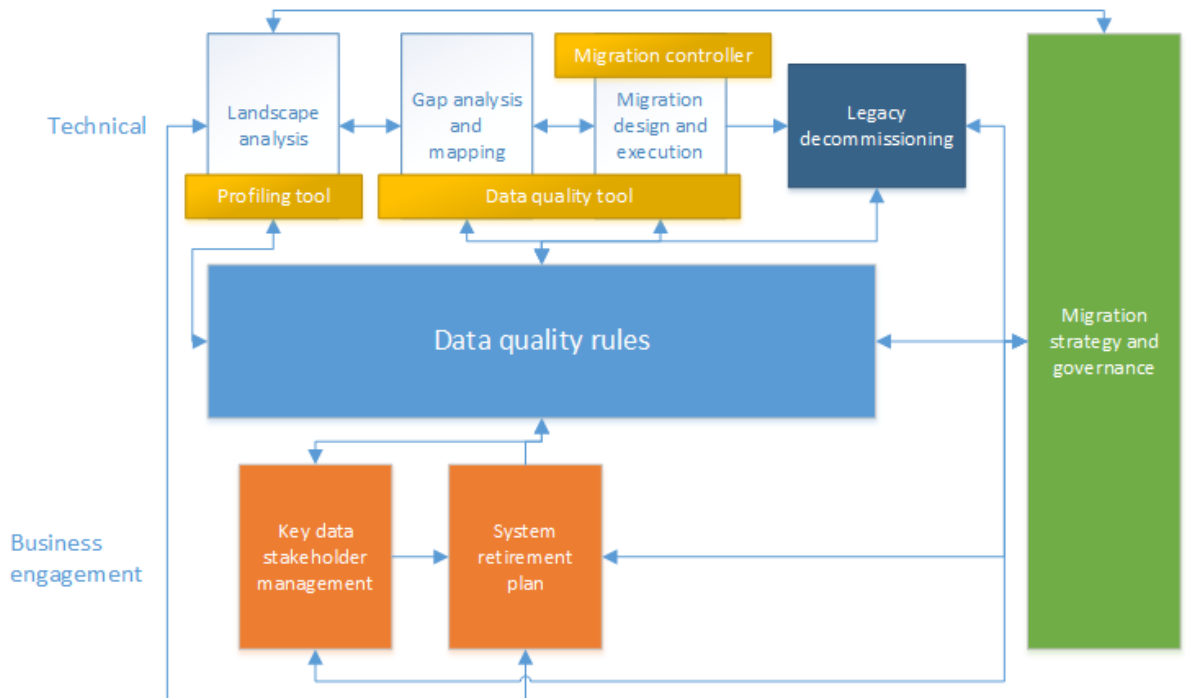 Technical
Landscape
analysis
Profiling tool
Gap analysis
and
mapping
Migration controller
Migration
design and
execution
Data quality tool
Legacy
decommissioning
Data quality rules
Migration
strategy and
governance
Business
engagement
Key data
stakeholder
management
System
retirement
plan